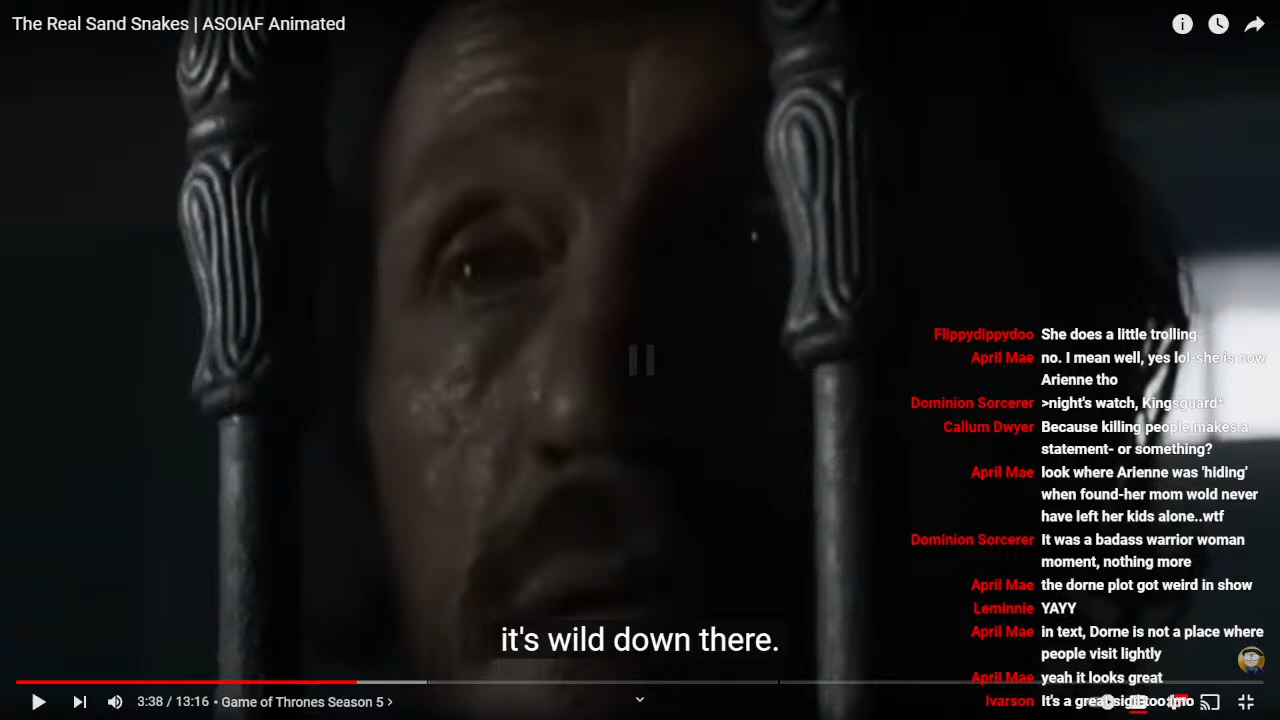 The Real Sand Snakes | ASOIAF Animated
Flippydippydoo She does a little trolling
April Mae no. I mean well, yes lol-she is now
Arienne tho
Dominion Sorcerer >night's watch, Kingsguard*
Callum Dwyer Because killing people makes a
statement- or something?
April Mae look where Arlenne was 'hiding'
when found-her mom wold never
have left her kids alone..wtf
Dominion Sorcerer It was a badass warrior woman
moment, nothing more
April Mae the dorne plot got weird in show
Leminnie YAYY
April Mae in text, Dorne is not a place where
people visit lightly
April Mae yeah it looks great
Ivarson It's a great
it's wild down there.
3:38 / 13:16 • Game of Thrones Season 5 >